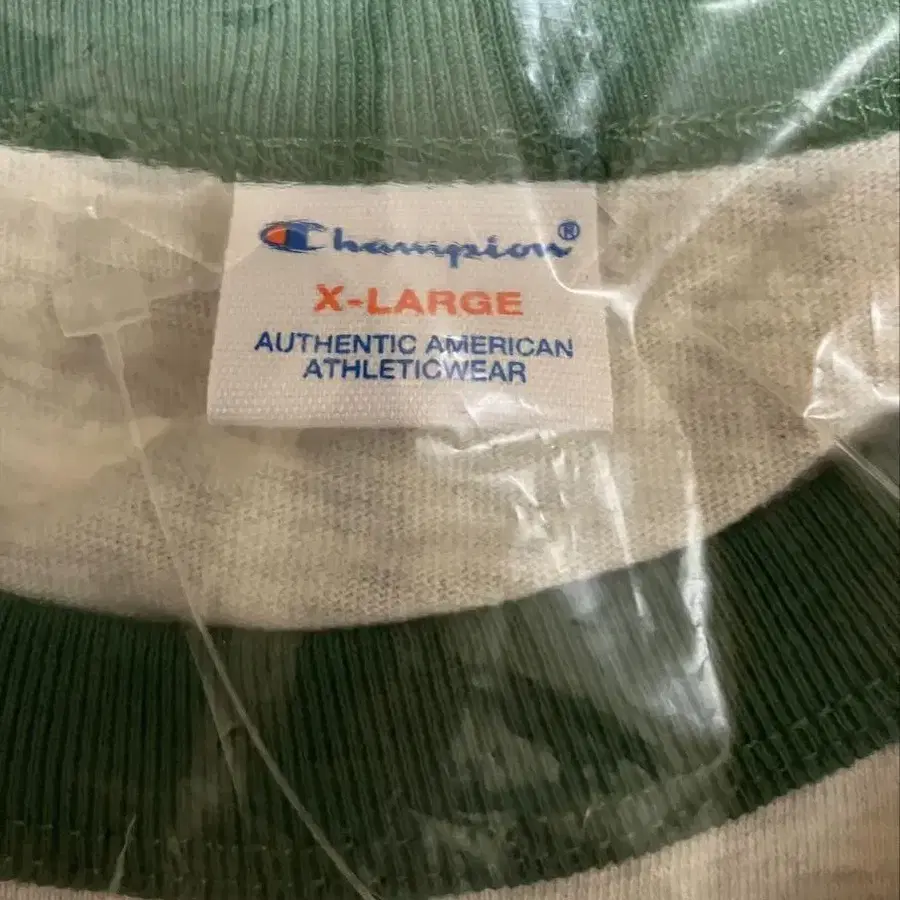 Champion®
X-LARGE
AUTHENTIC AMERICAN
ATHLETICWEAR